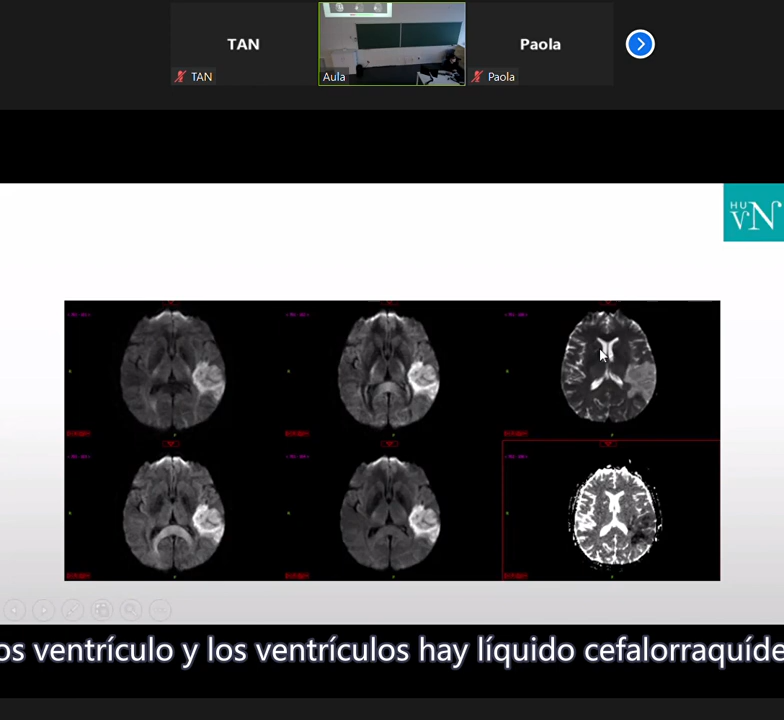 TAN
Paola
TAN
Aula
Paola
HU
VN
os ventrículo y los ventrículos hay líquido cefalorraquíde